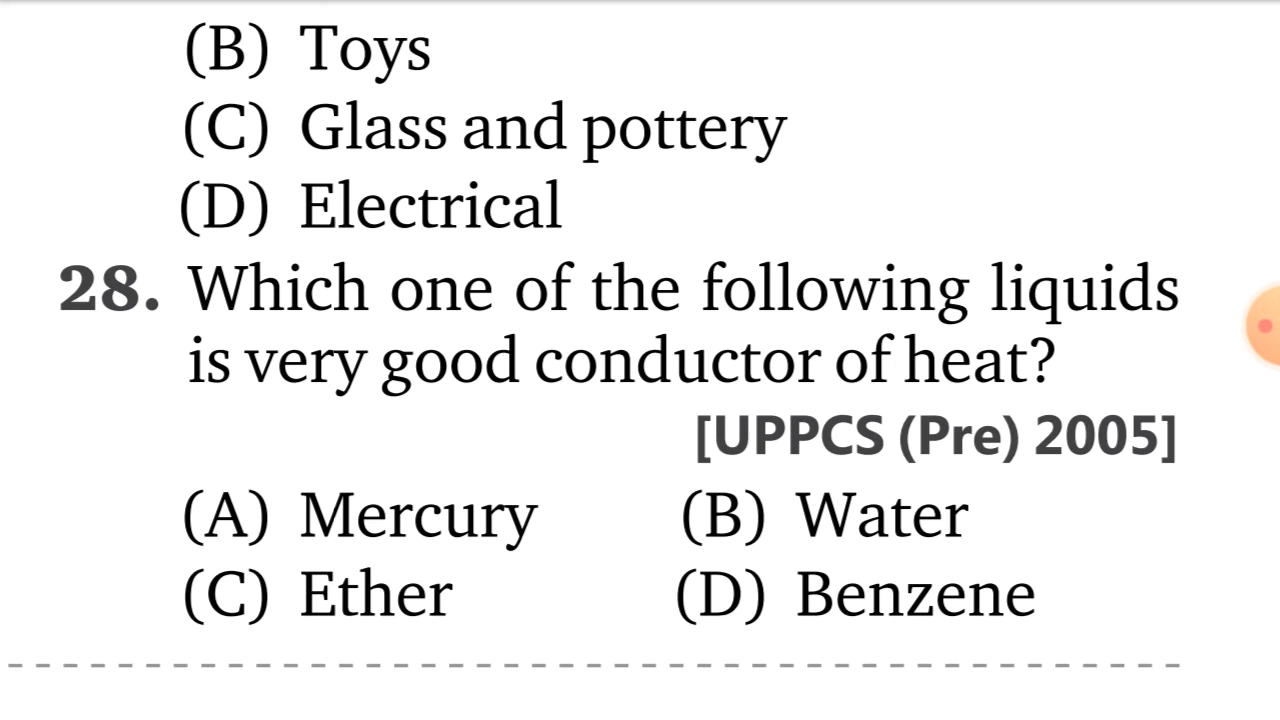 (B) Toys
(C) Glass and pottery
(D) Electrical
28. Which one of the following liquids
is very good conductor of heat?
[UPPCS (Pre) 2005]
(A) Mercury (B) Water
(C) Ether (D) Benzene